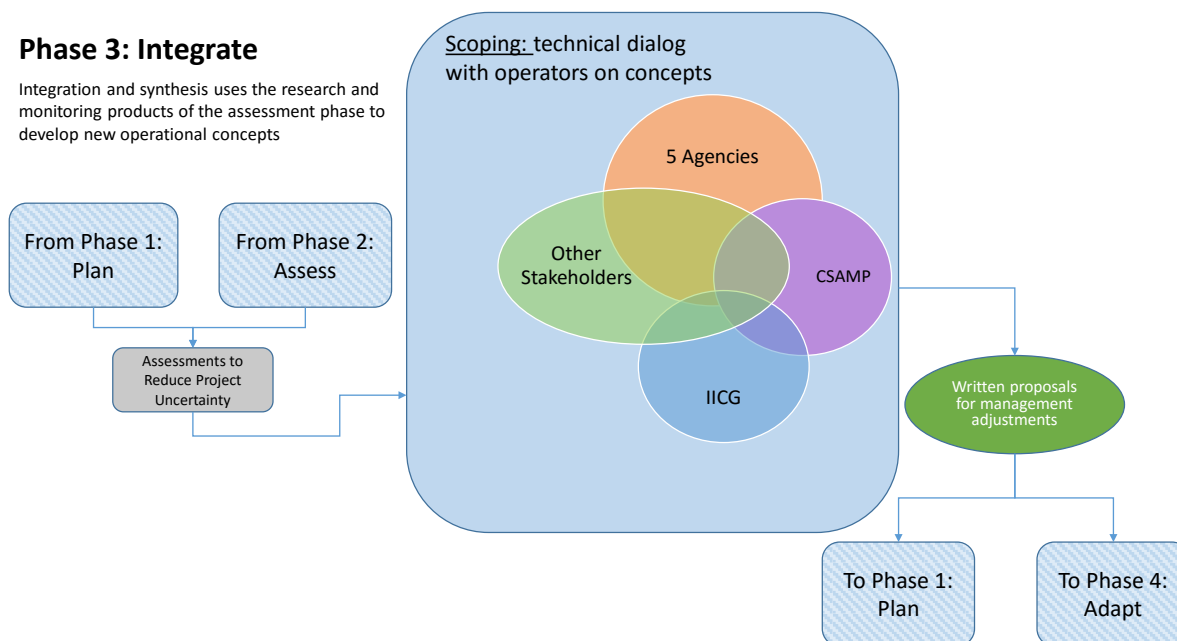 Phase 3: Integrate
Integration and synthesis uses the research and
monitoring products of the assessment phase to
develop new operational concepts
Scoping: technical dialog
with operators on concepts
5 Agencies
Other
Stakeholders
CSAMP
IICG
From Phase 1:
Plan
From Phase 2:
Assess
Assessments to
Reduce Project
Uncertainty
Written proposals
for management
adjustments
To Phase 1:
Plan
To Phase 4:
Adapt